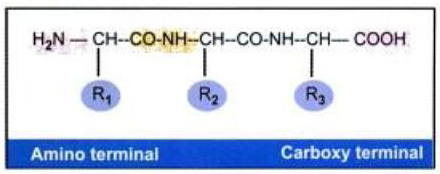 H₂N — CH--CO-NH--CH--CO-NH--CH— COOH
R₁ R₂ R₃
Amino terminal Carboxy terminal